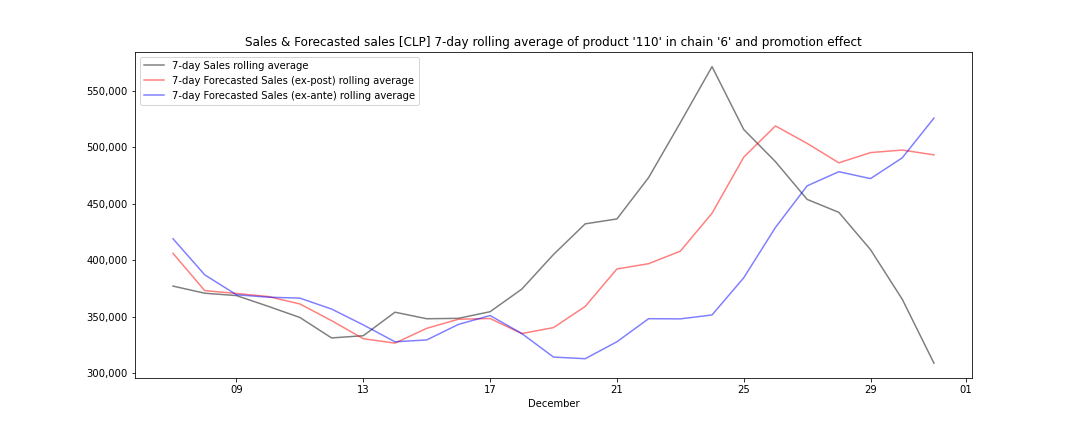 Sales & Forecasted sales [CLP] 7-day rolling average of product '110' in chain '6' and promotion effect
7-day Sales rolling average
7-day Forecasted Sales (ex-post) rolling average
7-day Forecasted Sales (ex-ante) rolling average
550,000
500,000
450,000
400,000
350,000
300,000
09 13 17 21 25 29 01
December